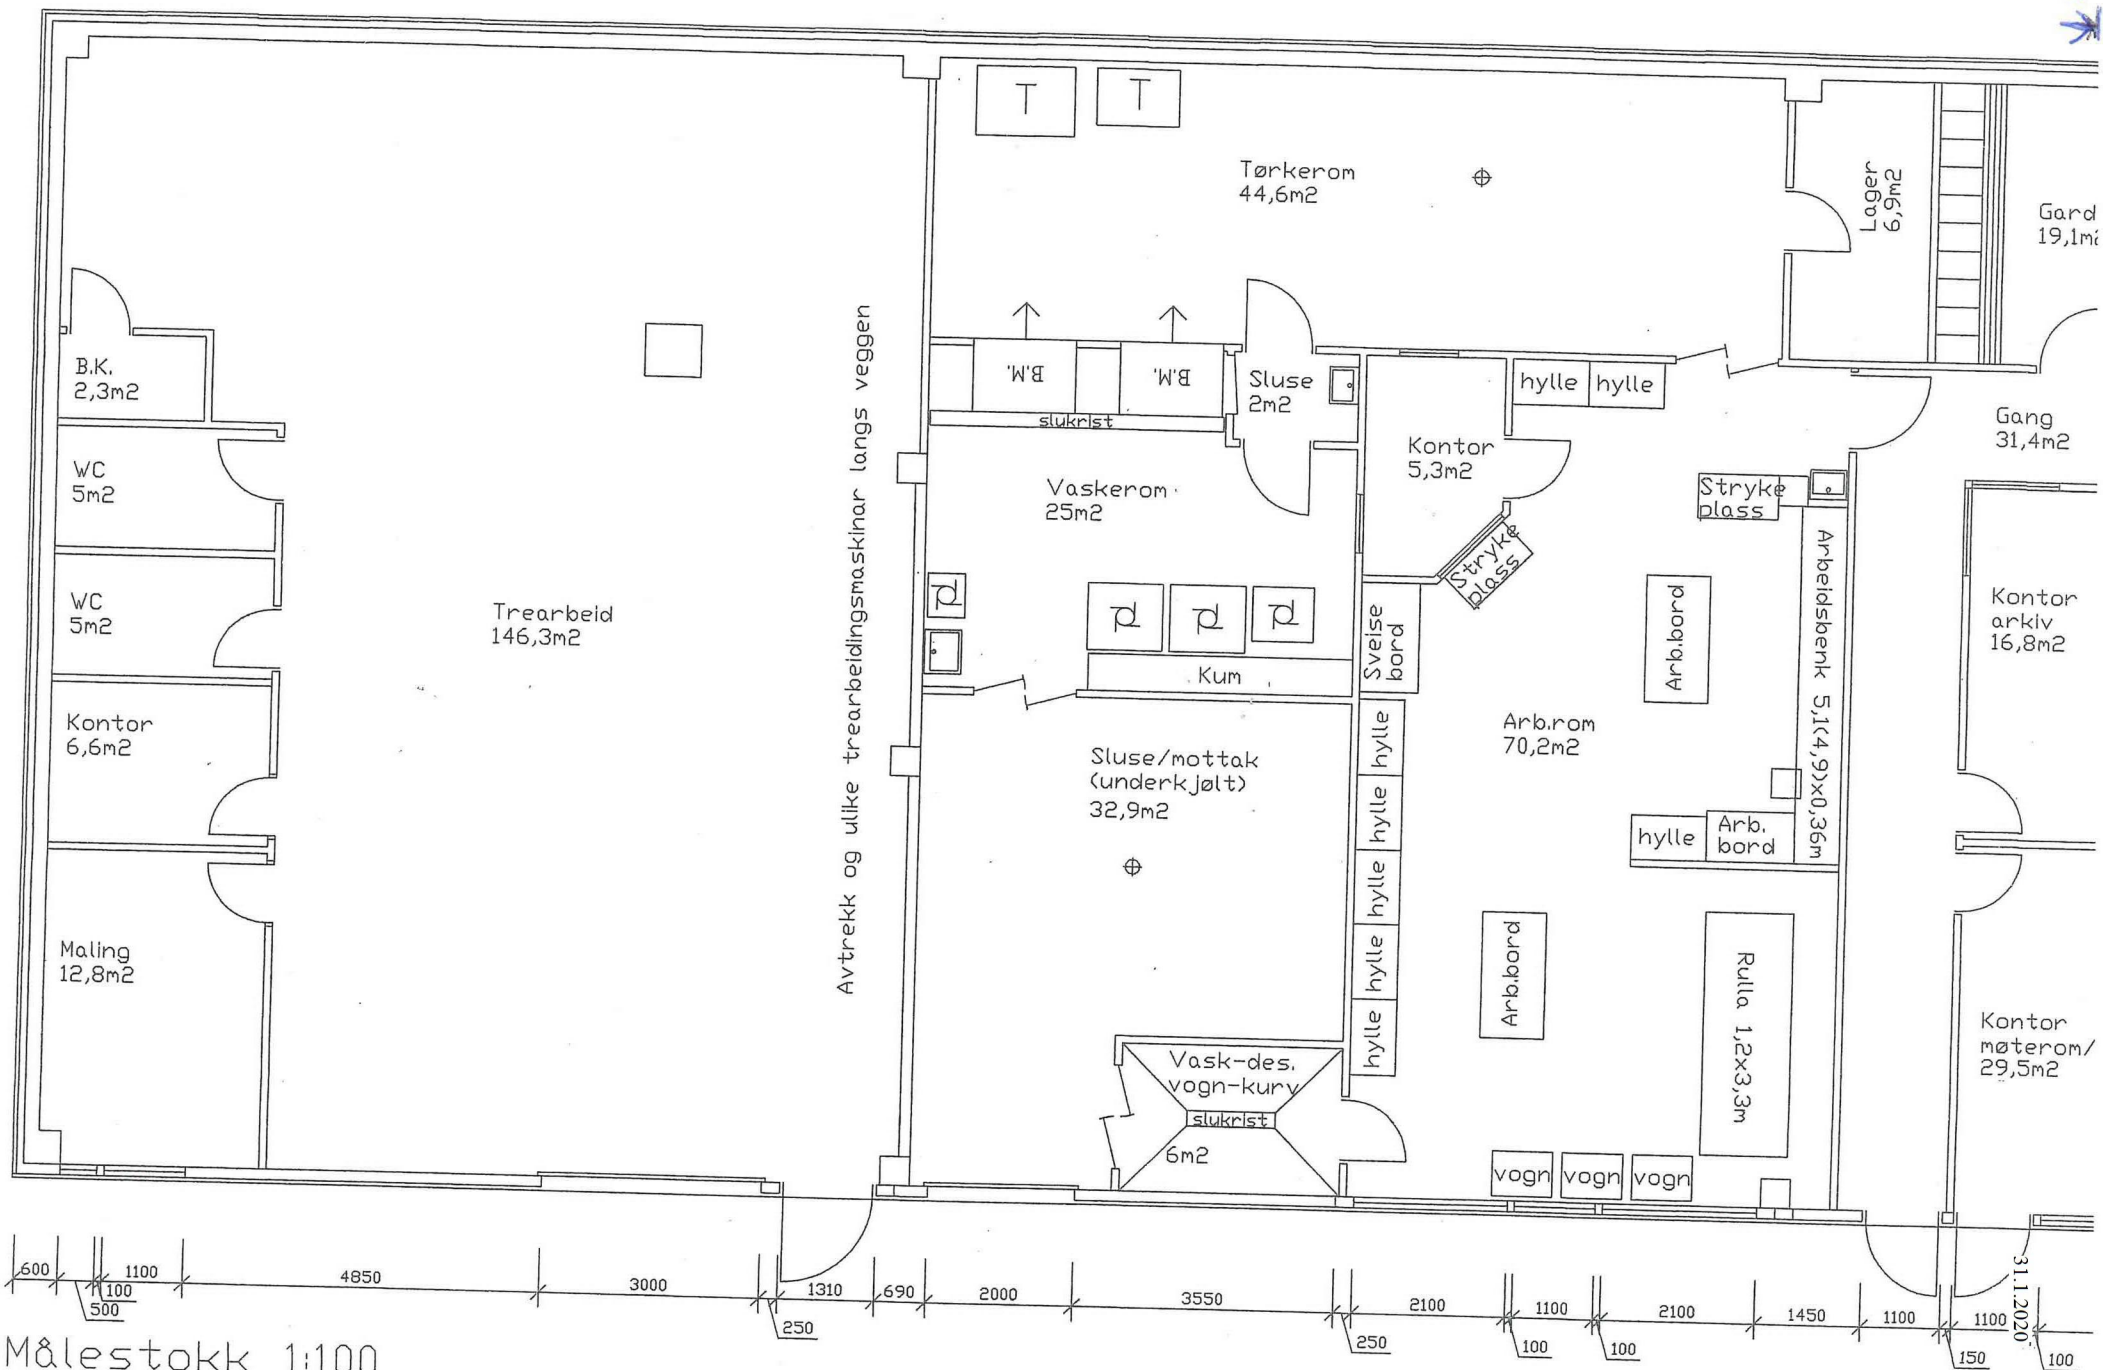 T
T
Tørkerom
44,6m2
Lager
6,9m2
Gard
19,1m
B.K.
2,3m2
B.M.
B.M.
slukrist
Sluse
2m2
hylle
hylle
Kontor
5,3m2
Gang
31,4m2
WC
5m2
WC
5m2
Kontor
6,6m2
Maling
12,8m2
Trearbeid
146,3m2
Avtrekk og ulike trearbeidingsmaskinar langs veggen
Vaskerom
25m2
Kum
Stryke
plass
Stryke
plass
Sveise
bord
Arb.bord
Arbeidsbenk 5,1(4,9)x0,36m
Kontor
arkiv
16,8m2
Arb.rom
70,2m2
Sluse/mottak
(underkjølt)
32,9m2
hylle
hylle
hylle
hylle
hylle
hylle
Arb.
bord
Arb.bord
Rulla 1,2x3,3m
Kontor
møterom/
29,5m2
Vask-des.
vogn-kurv
slukrist
6m2
vogn
vogn
vogn
600
500
100
1100
4850
3000
250
1310
690
2000
3550
250
2100
100
1100
100
2100
1450
1100
150
1100
100
31.11.2020
Målestokk 1:100